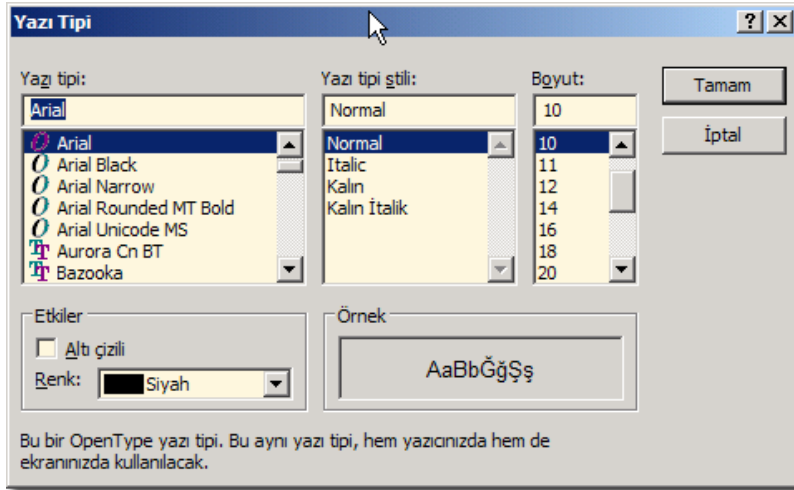 Yazı Tipi
Yazı tipi:
Arial
Arial
Arial Black
Arial Narrow
Arial Rounded MT Bold
Arial Unicode MS
Aurora Cn BT
Bazooka
Yazı tipi stili:
Normal
Normal
Italic
Kalın
Kalın İtalik
Boyut:
10
10
11
12
14
16
18
20
Tamam
İptal
Etkiler
Altı çizili
Renk:
Siyah
Örnek
AaBbĞğŞş
Bu bir OpenType yazı tipi. Bu aynı yazı tipi, hem yazıcınızda hem de
ekranınızda kullanılacak.